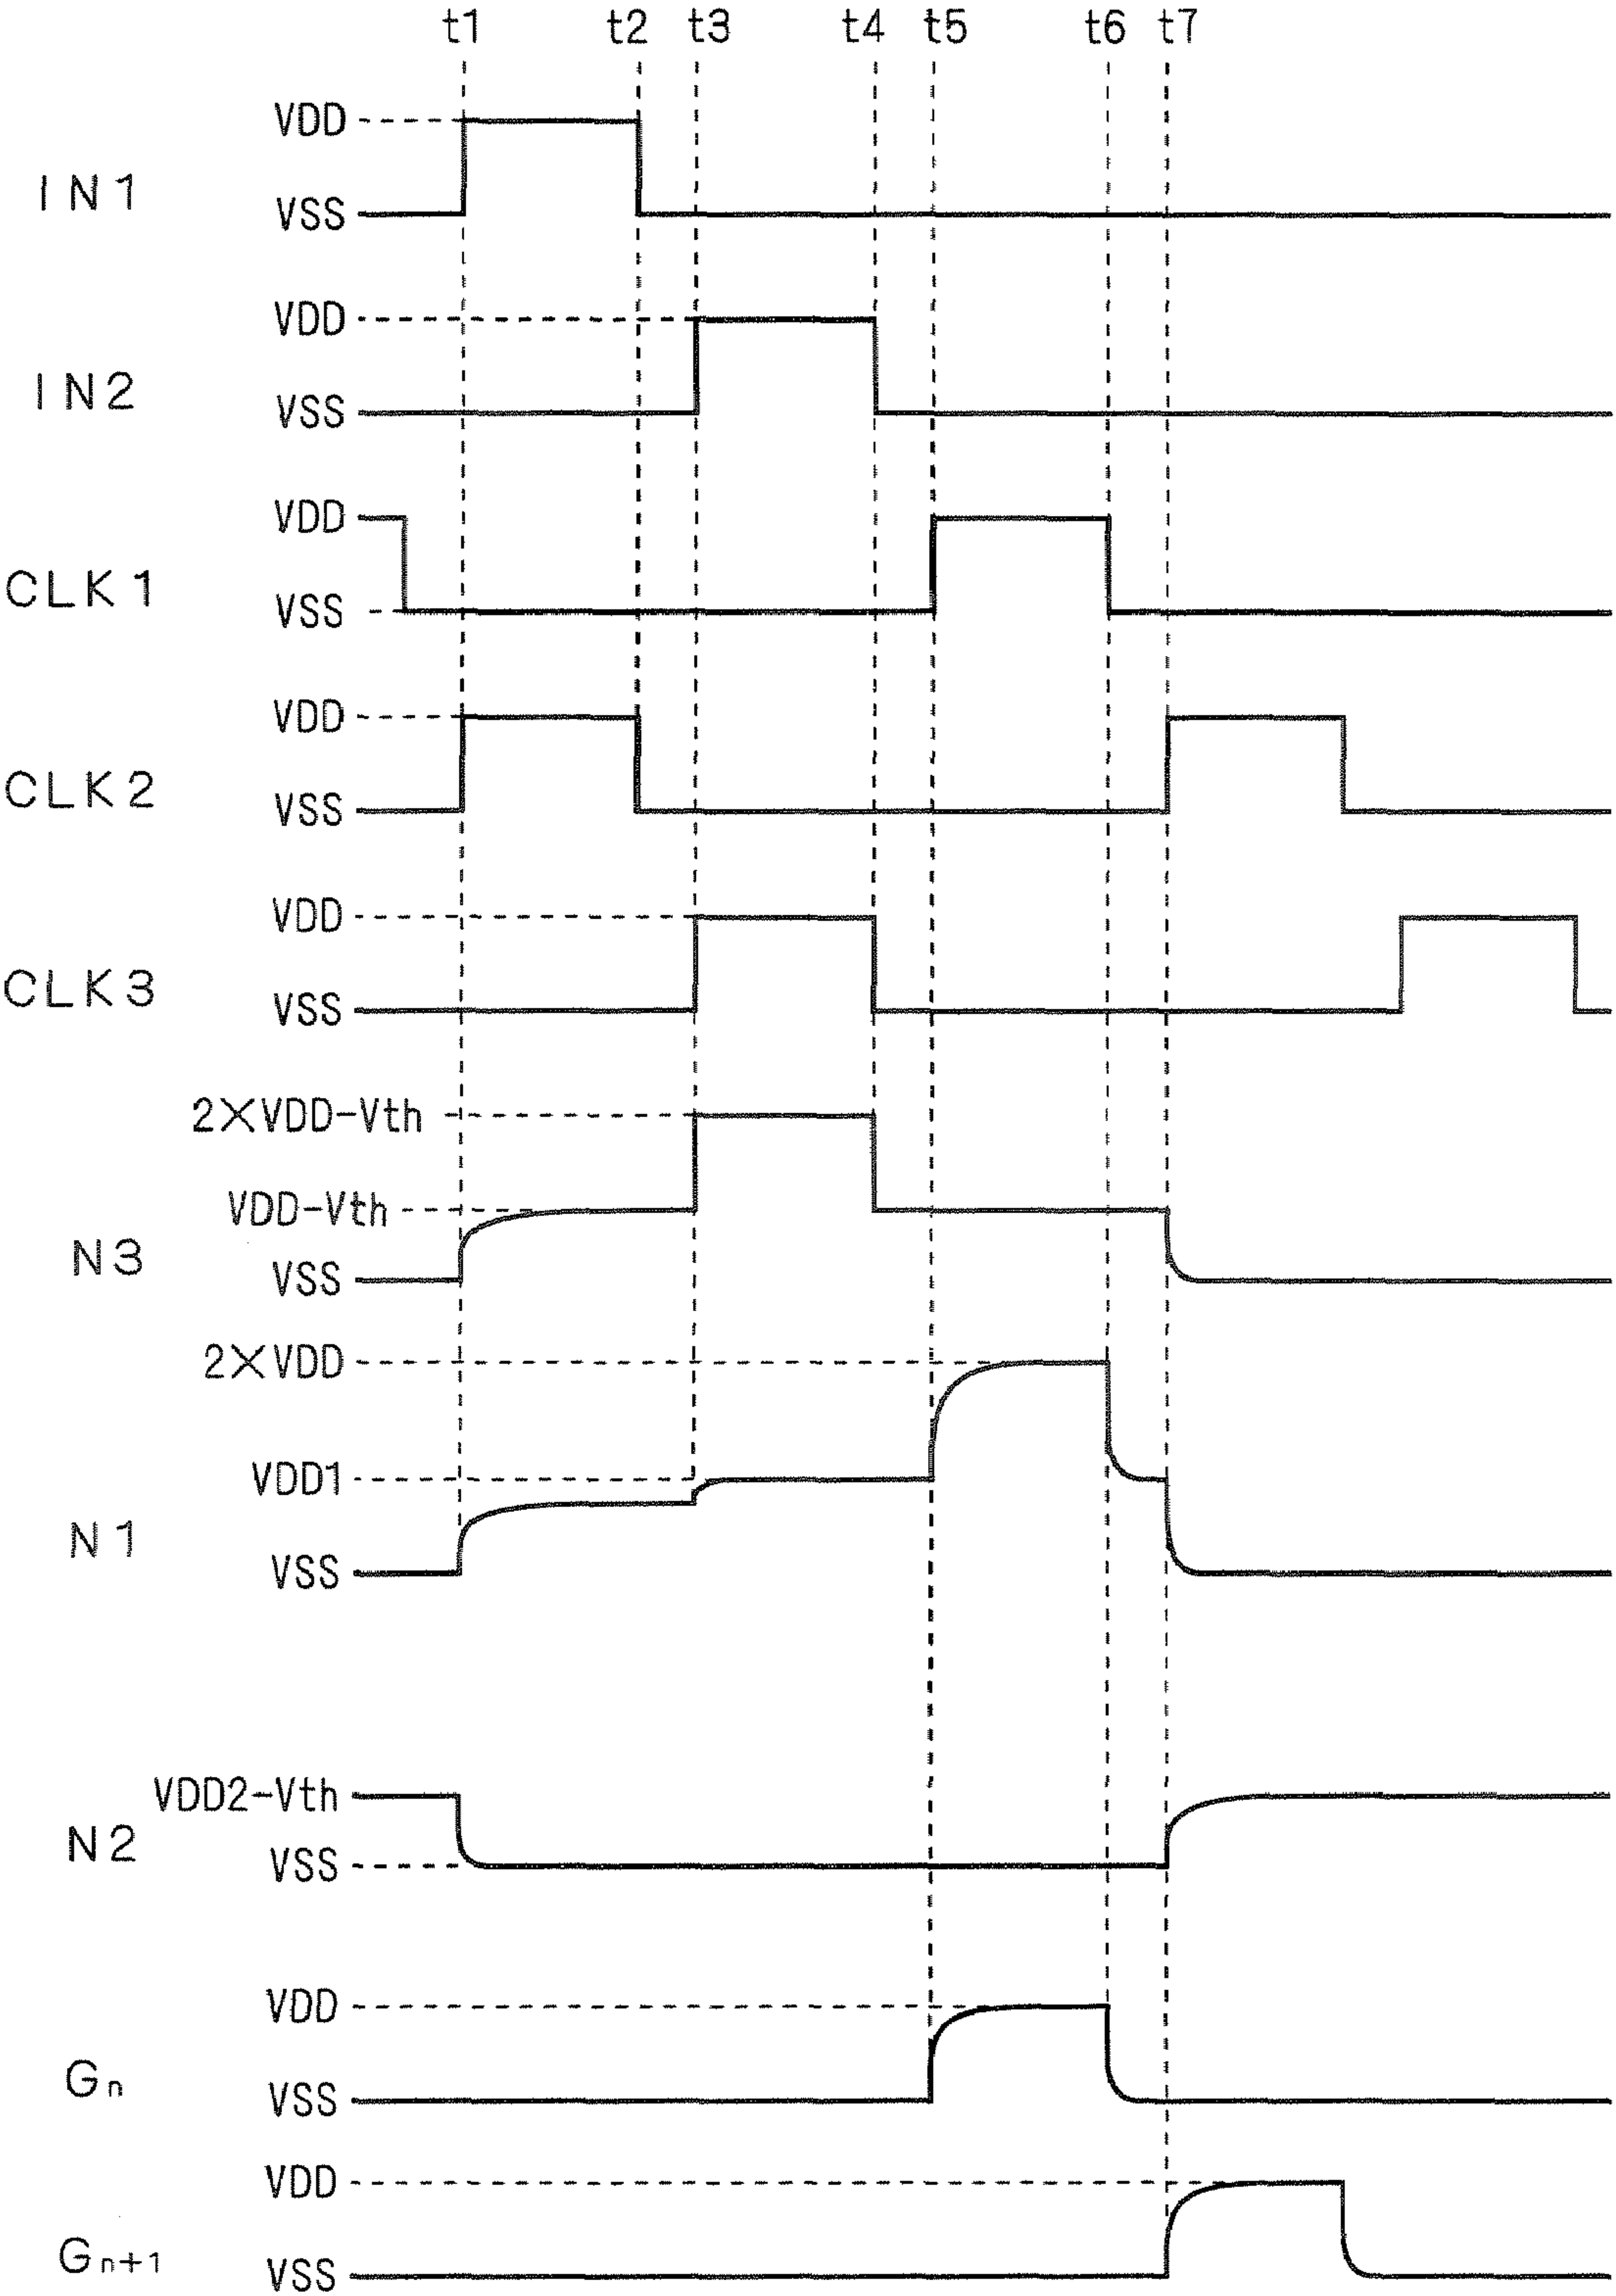 t1 t2 t3 t4 t5 t6 t7
VDD
IN1
VSS
VDD
IN2
VSS
VDD
CLK1
VSS
VDD
CLK2
VSS
VDD
CLK3
VSS
2×VDD-Vth
VDD-Vth
N3
VSS
2×VDD
VDD1
N1
VSS
VDD2-Vth
N2
VSS
VDD
Gn
VSS
VDD
Gn+1
VSS